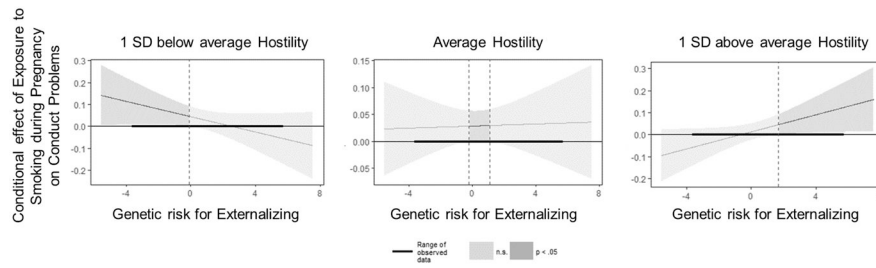 Conditional effect of Exposure to
Smoking during Pregnancy
on Conduct Problems
1 SD below average Hostility
0.3
0.2
0.1
0.0
-0.1
-0.2
-4
0
4
8
Genetic risk for Externalizing
Average Hostility
0.15
0.10
0.05
0.00
-0.05
-4
0
4
8
Genetic risk for Externalizing
1 SD above average Hostility
0.3
0.2
0.1
0.0
-0.1
-0.2
-4
0
4
Genetic risk for Externalizing
Range of
observed
data
n.s.
p < .05